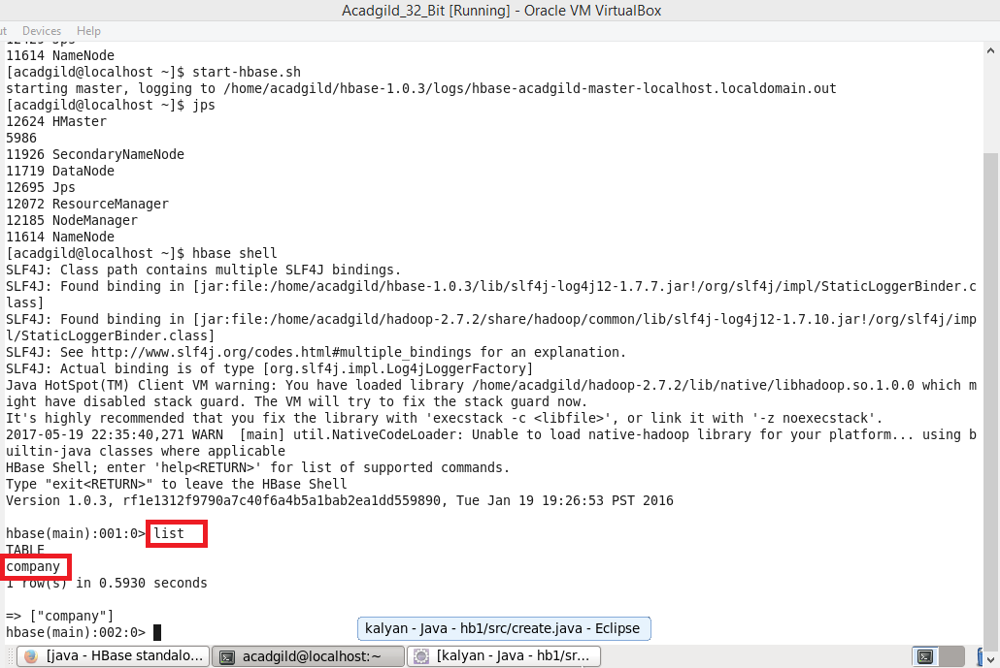 Acadgild_32_Bit [Running] - Oracle VM VirtualBox
ut Devices Help
12429 Jps
11614 NameNode
[acadgild@localhost ~]$ start-hbase.sh
starting master, logging to /home/acadgild/hbase-1.0.3/logs/hbase-acadgild-master-localhost.localdomain.out
[acadgild@localhost ~]$ jps
12624 HMaster
5986
11926 SecondaryNameNode
11719 DataNode
12695 Jps
12072 ResourceManager
12185 NodeManager
11614 NameNode
[acadgild@localhost ~]$ hbase shell
SLF4J: Class path contains multiple SLF4J bindings.
SLF4J: Found binding in [jar:file:/home/acadgild/hbase-1.0.3/lib/slf4j-log4j12-1.7.7.jar!/org/slf4j/impl/StaticLoggerBinder.c
lass]
SLF4J: Found binding in [jar:file:/home/acadgild/hadoop-2.7.2/share/hadoop/common/lib/slf4j-log4j12-1.7.10.jar!/org/slf4j/imp
l/StaticLoggerBinder.class]
SLF4J: See http://www.slf4j.org/codes.html#multiple_bindings for an explanation.
SLF4J: Actual binding is of type [org.slf4j.impl.Log4jLoggerFactory]
Java HotSpot(TM) Client VM warning: You have loaded library /home/acadgild/hadoop-2.7.2/lib/native/libhadoop.so.1.0.0 which m
ight have disabled stack guard. The VM will try to fix the stack guard now.
It's highly recommended that you fix the library with 'execstack -c <libfile>', or link it with '-z noexecstack'.
2017-05-19 22:35:40,271 WARN  [main] util.NativeCodeLoader: Unable to load native-hadoop library for your platform... using b
uiltin-java classes where applicable
HBase Shell; enter 'help<RETURN>' for list of supported commands.
Type "exit<RETURN>" to leave the HBase Shell
Version 1.0.3, rf1e1312f9790a7c40f6a4b5a1bab2ea1dd559890, Tue Jan 19 19:26:53 PST 2016
hbase(main):001:0> list
TABLE
company
1 row(s) in 0.5930 seconds
=> ["company"]
hbase(main):002:0>
kalyan - Java - hb1/src/create.java - Eclipse
[java - HBase standalo... acadgild@localhost:~ [kalyan - Java - hb1/sr...